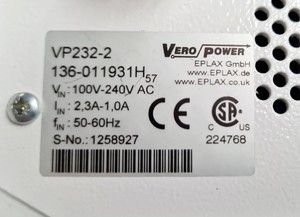 VP232-2
136-011931H57
VIN: 100V-240V AC
IIN: 2,3A-1,0A
fIN: 50-60Hz
S-No.: 1258927
VERO POWER
EPLAX GmbH
www.EPLAX.de
www.EPLAX.co.uk
CE
SA
224768